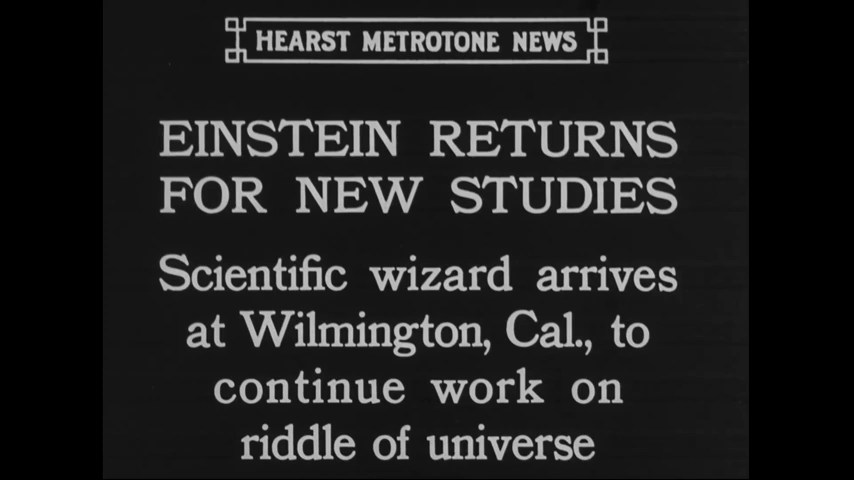 HEARST METROTONE NEWS
EINSTEIN RETURNS
FOR NEW STUDIES
Scientific wizard arrives
at Wilmington, Cal., to
continue work on
riddle of universe